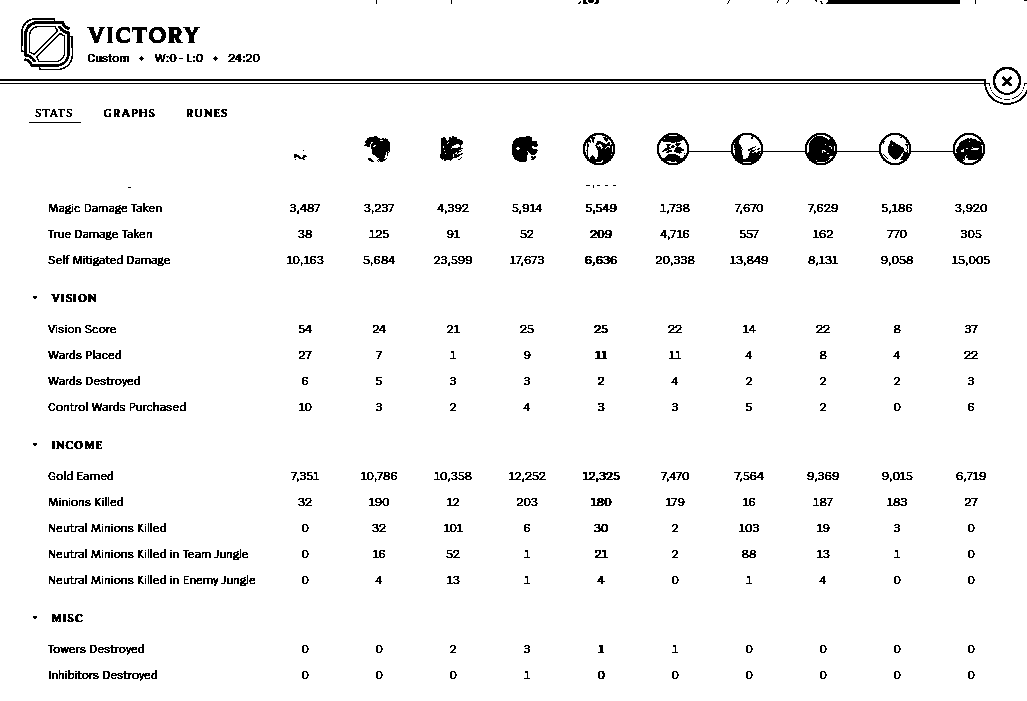 VICTORY
Custom • W:0 - L:0 • 24:20
STATS GRAPHS RUNES
Magic Damage Taken 3,487 3,237 4,392 5,914 5,549 1,738 7,670 7,629 5,186 3,920
True Damage Taken 38 125 91 52 209 4,716 557 162 770 305
Self Mitigated Damage 10,163 5,684 23,599 17,673 6,636 20,338 13,849 8,131 9,058 15,005
VISION
Vision Score 54 24 21 25 25 22 14 22 8 37
Wards Placed 27 7 1 9 11 11 4 8 4 22
Wards Destroyed 6 5 3 3 2 4 2 2 2 3
Control Wards Purchased 10 3 2 4 3 3 5 2 0 6
INCOME
Gold Earned 7,351 10,786 10,358 12,252 12,325 7,470 7,564 9,369 9,015 6,719
Minions Killed 32 190 12 203 180 179 16 187 183 27
Neutral Minions Killed 0 32 101 6 30 2 103 19 3 0
Neutral Minions Killed in Team Jungle 0 16 52 1 21 2 88 13 1 0
Neutral Minions Killed in Enemy Jungle 0 4 13 1 4 0 1 4 0 0
MISC
Towers Destroyed 0 0 2 3 1 1 0 0 0 0
Inhibitors Destroyed 0 0 0 1 0 0 0 0 0 0